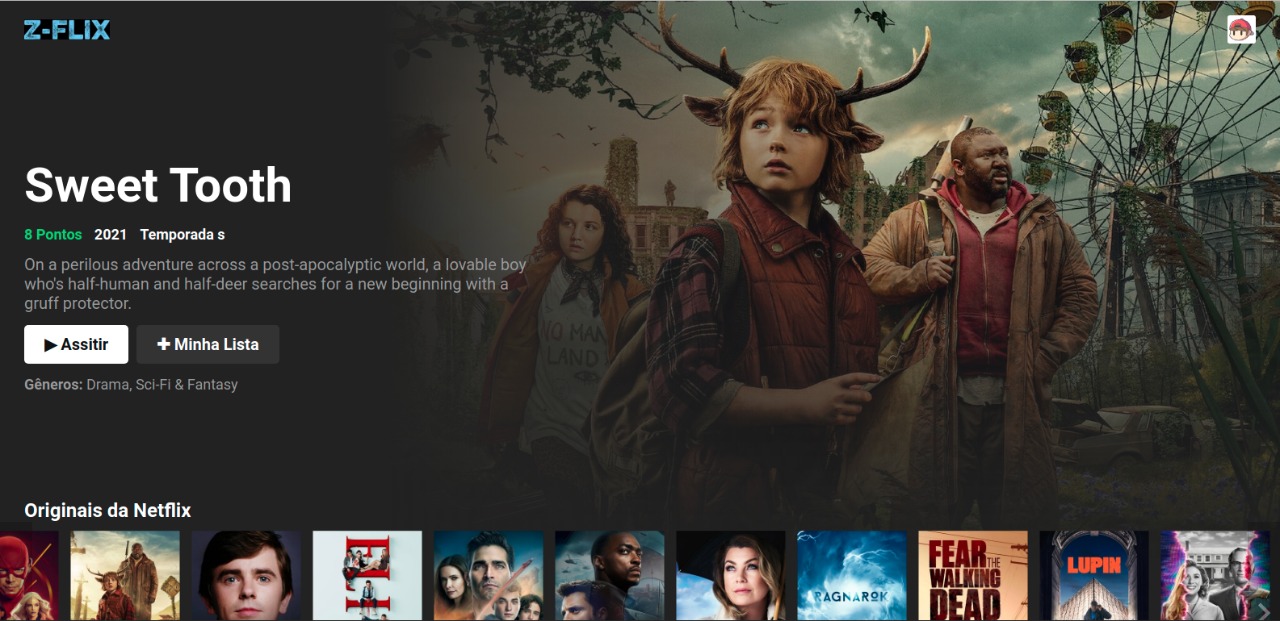 Z-FLIX
Sweet Tooth
8 Pontos 2021 Temporada s
On a perilous adventure across a post-apocalyptic world, a lovable boy
who's half-human and half-deer searches for a new beginning with a
gruff protector.
▶ Assitir ✚ Minha Lista
Gêneros: Drama, Sci-Fi & Fantasy
NO MAN
LAND
Originais da Netflix
RAGNAROK
FEAR THE
WALKING
DEAD
LUPIN